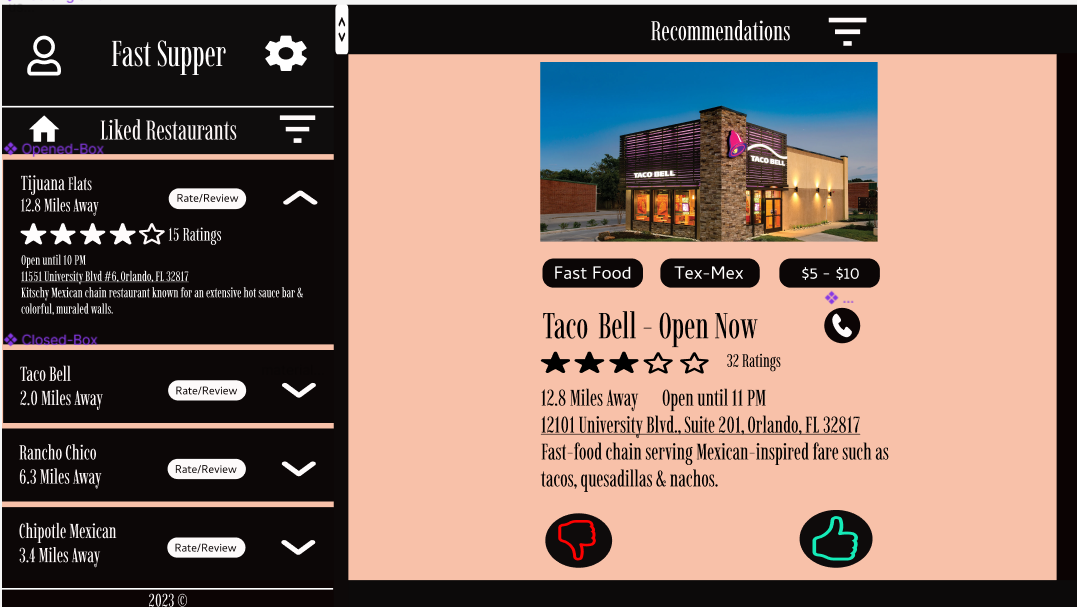 Fast Supper
Liked Restaurants
Opened-Box
Tijuana Flats
12.8 Miles Away
Rate/Review
15 Ratings
Open until 10 PM
11551 University Blvd #6, Orlando, FL 32817
Kitschy Mexican chain restaurant known for an extensive hot sauce bar &
colorful, muraled walls.
Closed-Box
Taco Bell
2.0 Miles Away
Rate/Review
Rancho Chico
6.3 Miles Away
Rate/Review
Chipotle Mexican
3.4 Miles Away
Rate/Review
2023 ©
Recommendations
TACO BELL
TACO BELL
Fast Food
Tex-Mex
$5 - $10
...
Taco Bell - Open Now
32 Ratings
12.8 Miles Away Open until 11 PM
12101 University Blvd., Suite 201, Orlando, FL 32817
Fast-food chain serving Mexican-inspired fare such as
tacos, quesadillas & nachos.